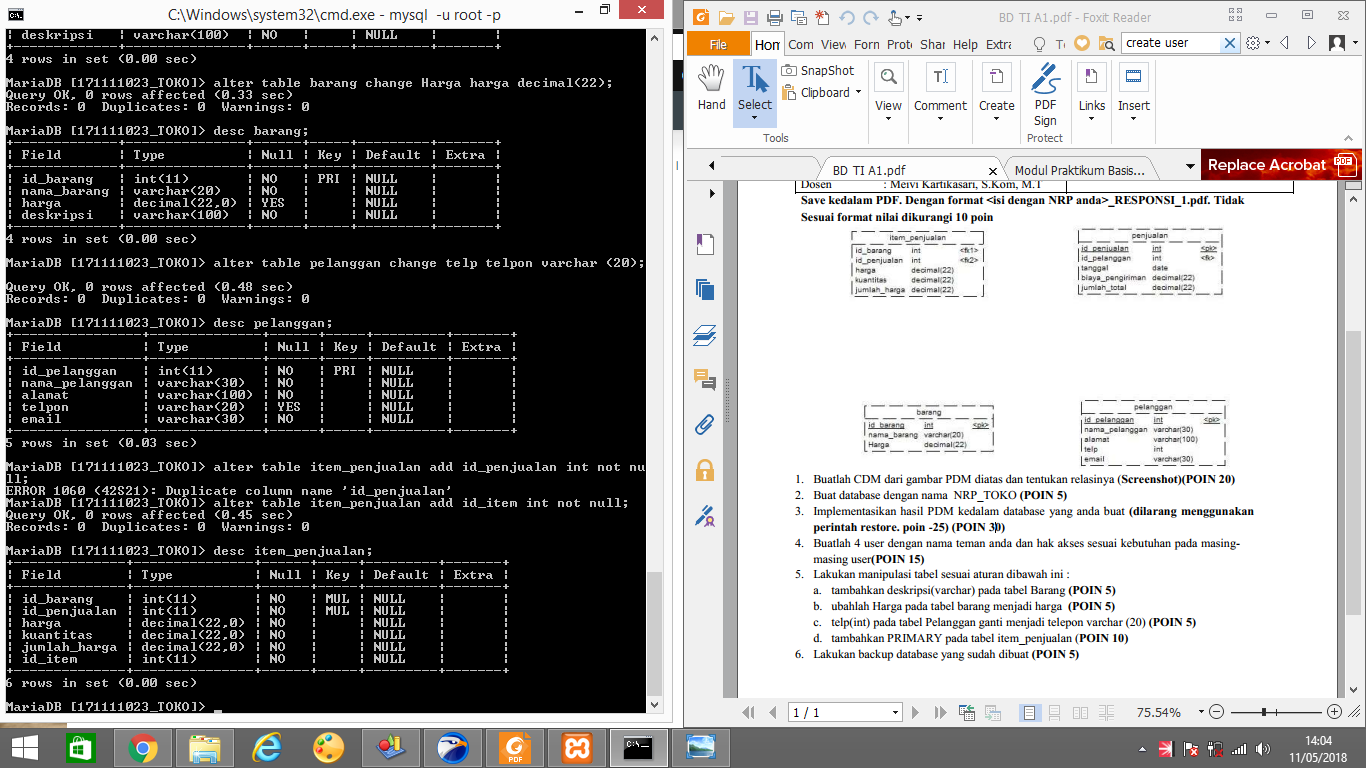 C:\Windows\system32\cmd.exe - mysql -u root -p
| deskripsi | varchar(100) | NO | | NULL | |
4 rows in set (0.00 sec)
MariaDB [171111023_TOKO]> alter table barang change Harga harga decimal(22);
Query OK, 0 rows affected (0.33 sec)
Records: 0 Duplicates: 0 Warnings: 0
MariaDB [171111023_TOKO]> desc barang;
| Field | Type | Null | Key | Default | Extra |
| id_barang | int(11) | NO | PRI | NULL | |
| nama_barang | varchar(20) | NO | | NULL | |
| harga | decimal(22,0) | YES | | NULL | |
| deskripsi | varchar(100) | NO | | NULL | |
4 rows in set (0.00 sec)
MariaDB [171111023_TOKO]> alter table pelanggan change telp telpon varchar (20);
Query OK, 0 rows affected (0.48 sec)
Records: 0 Duplicates: 0 Warnings: 0
MariaDB [171111023_TOKO]> desc pelanggan;
| Field | Type | Null | Key | Default | Extra |
| id_pelanggan | int(11) | NO | PRI | NULL | |
| nama_pelanggan | varchar(30) | NO | | NULL | |
| alamat | varchar(100) | NO | | NULL | |
| telpon | varchar(20) | YES | | NULL | |
| email | varchar(30) | NO | | NULL | |
5 rows in set (0.03 sec)
MariaDB [171111023_TOKO]> alter table item_penjualan add id_penjualan int not nu
ll;
ERROR 1060 (42S21): Duplicate column name 'id_penjualan'
MariaDB [171111023_TOKO]> alter table item_penjualan add id_item int not null;
Query OK, 0 rows affected (0.45 sec)
Records: 0 Duplicates: 0 Warnings: 0
MariaDB [171111023_TOKO]> desc item_penjualan;
| Field | Type | Null | Key | Default | Extra |
| id_barang | int(11) | NO | MUL | NULL | |
| id_penjualan | int(11) | NO | MUL | NULL | |
| harga | decimal(22,0) | NO | | NULL | |
| kuantitas | decimal(22,0) | NO | | NULL | |
| jumlah_harga | decimal(22,0) | NO | | NULL | |
| id_item | int(11) | NO | | NULL | |
6 rows in set (0.00 sec)
MariaDB [171111023_TOKO]> _
BD TI A1.pdf - Foxit Reader
File Hom Com View Forn Prote Shar Help Extra create user
Hand
Select
SnapShot
Clipboard
View
Comment
Create
PDF Sign
Links
Insert
Tools
Protect
BD TI A1.pdf
Modul Praktikum Basis...
Replace Acrobat
Dosen : Meivi Kartikasari, S.Kom, M.T
Save kedalam PDF. Dengan format <isi dengan NRP anda>_RESPONSI_1.pdf. Tidak
Sesuai format nilai dikurangi 10 poin
item_penjualan
id_barang int <fk1>
id_penjualan int <fk2>
harga decimal(22)
kuantitas decimal(22)
jumlah_harga decimal(22)
penjualan
id_penjualan int <pk>
id_pelanggan int <fk>
tanggal date
biaya_pengiriman decimal(22)
jumlah_total decimal(22)
barang
id_barang int <pk>
nama_barang varchar(20)
Harga decimal(22)
pelanggan
id_pelanggan int <pk>
nama_pelanggan varchar(30)
alamat varchar(100)
telp int
email varchar(30)
1. Buatlah CDM dari gambar PDM diatas dan tentukan relasinya (Screenshot)(POIN 20)
2. Buat database dengan nama NRP_TOKO (POIN 5)
3. Implementasikan hasil PDM kedalam database yang anda buat (dilarang menggunakan
perintah restore. poin -25) (POIN 30)
4. Buatlah 4 user dengan nama teman anda dan hak akses sesuai kebutuhan pada masing-
masing user(POIN 15)
5. Lakukan manipulasi tabel sesuai aturan dibawah ini :
a. tambahkan deskripsi(varchar) pada tabel Barang (POIN 5)
b. ubahlah Harga pada tabel barang menjadi harga (POIN 5)
c. telp(int) pada tabel Pelanggan ganti menjadi telepon varchar (20) (POIN 5)
d. tambahkan PRIMARY pada tabel item_penjualan (POIN 10)
6. Lakukan backup database yang sudah dibuat (POIN 5)
1 / 1
75.54%
14:04
11/05/2018